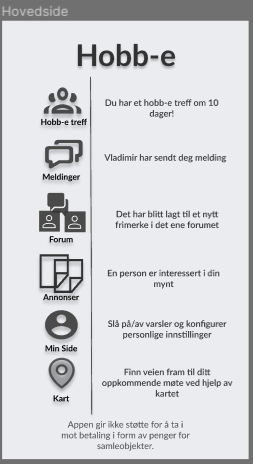 Hovedside
Hobb-e
Hobb-e treff
Du har et hobb-e treff om 10
dager!
Meldinger
Vladimir har sendt deg melding
Forum
Det har blitt lagt til et nytt
frimerke i det ene forumet
Annonser
En person er interessert i din
mynt
Min Side
Slå på/av varsler og konfigurer
personlige innstillinger
Kart
Finn veien fram til ditt
oppkommende møte ved hjelp av
kartet
Appen gir ikke støtte for å ta i
mot betaling i form av penger for
samleobjekter.